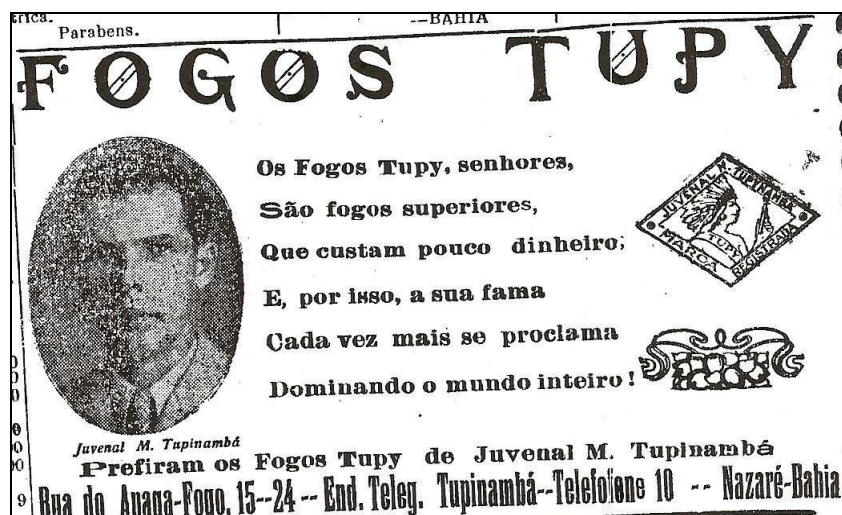 Parabens.
--BAHIA
FOGOS TUPY
Os Fogos Tupy, senhores,
São fogos superiores,
Que custam pouco dinheiro;
E, por isso, a sua fama
Cada vez mais se proclama
Dominando o mundo inteiro!
JUVENAL M. TUPINAMBA
TUPY
MARCA REGISTRADA
Juvenal M. Tupinambá
Prefiram os Fogos Tupy de Juvenal M. Tupinambá
Rua do Apaga-Fogo, 15--24 -- End. Teleg. Tupinambá--Telefone 10 -- Nazaré-Bahia